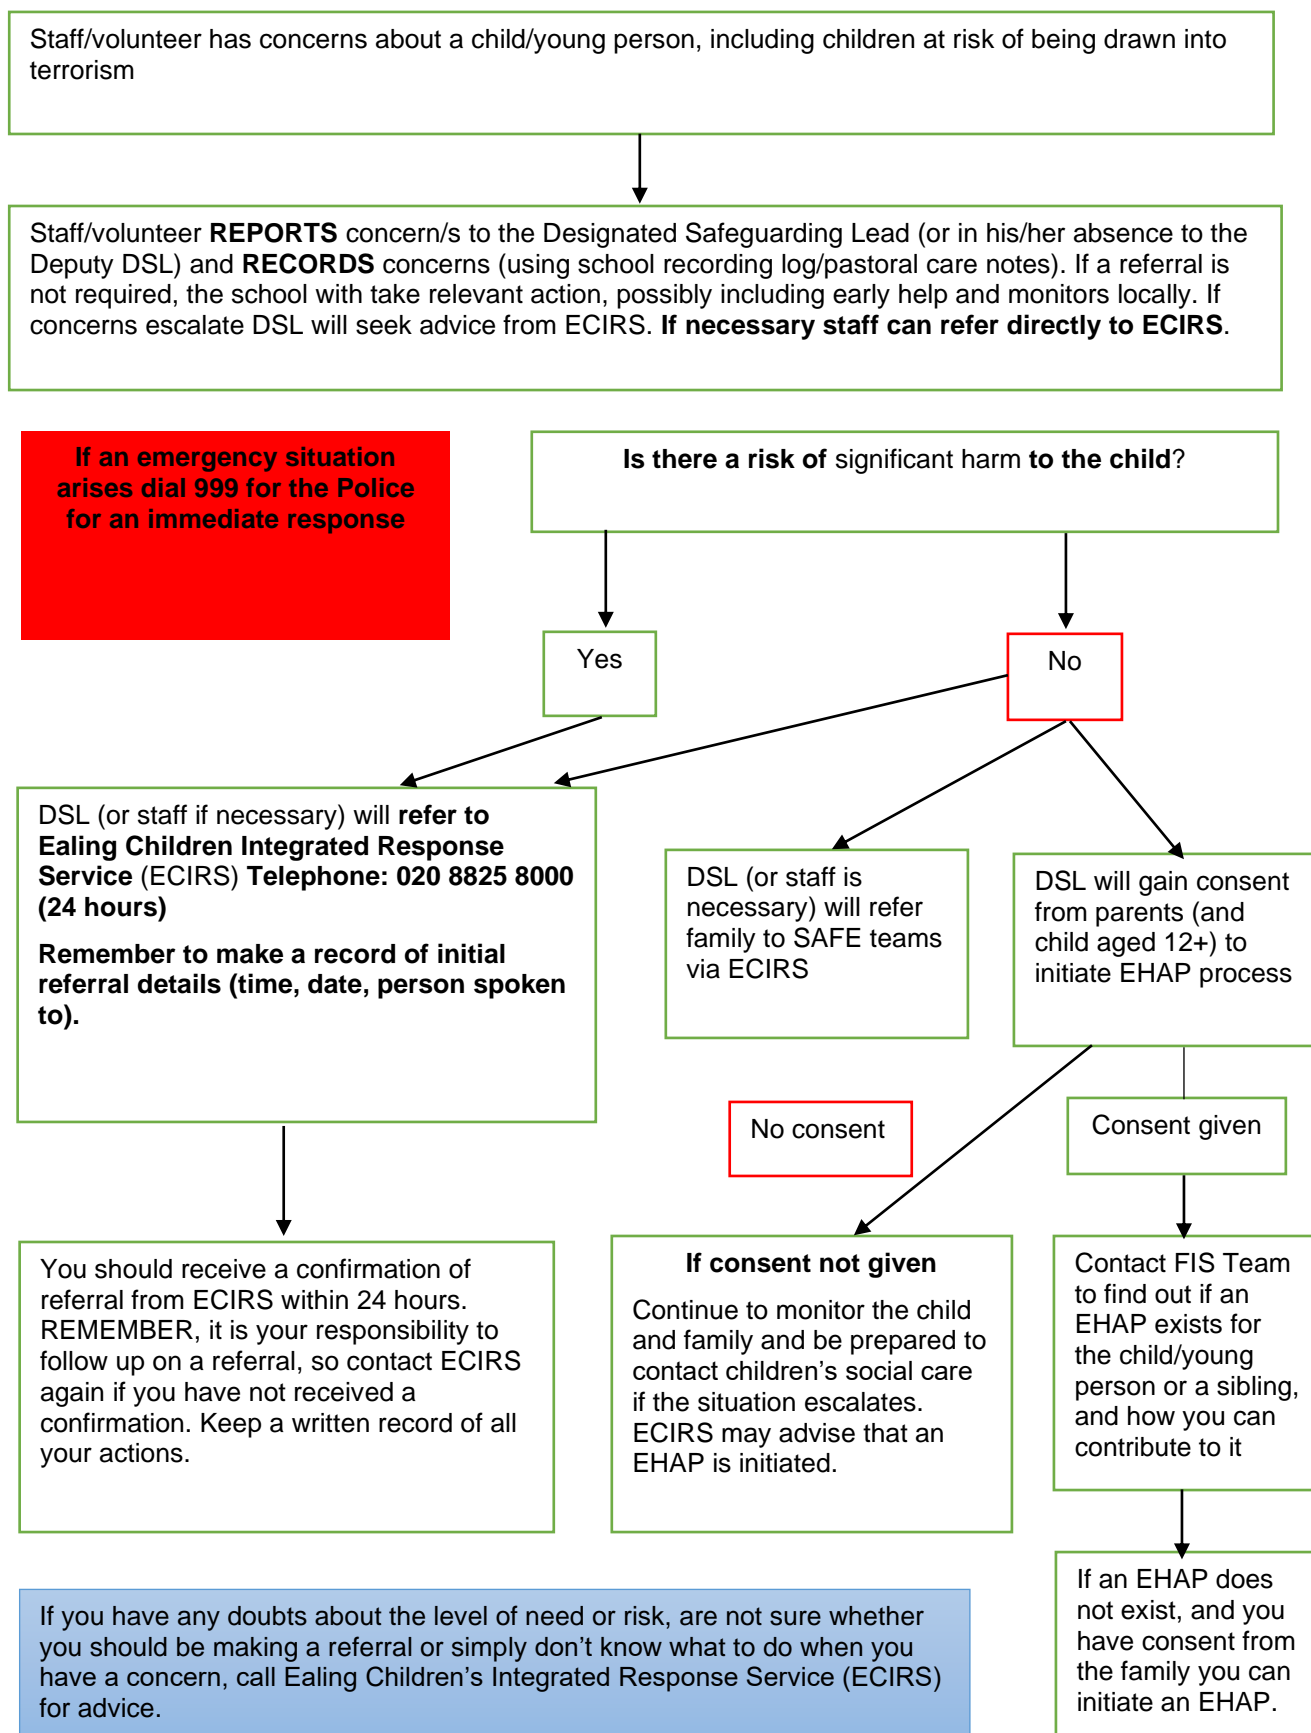 Staff/volunteer has concerns about a child/young person, including children at risk of being drawn into
terrorism
Staff/volunteer REPORTS concern/s to the Designated Safeguarding Lead (or in his/her absence to the
Deputy DSL) and RECORDS concerns (using school recording log/pastoral care notes). If a referral is
not required, the school with take relevant action, possibly including early help and monitors locally. If
concerns escalate DSL will seek advice from ECIRS. If necessary staff can refer directly to ECIRS.
If an emergency situation
arises dial 999 for the Police
for an immediate response
Is there a risk of significant harm to the child?
Yes
No
DSL (or staff if necessary) will refer to
Ealing Children Integrated Response
Service (ECIRS) Telephone: 020 8825 8000
(24 hours)
Remember to make a record of initial
referral details (time, date, person spoken
to).
DSL (or staff is
necessary) will refer
family to SAFE teams
via ECIRS
DSL will gain consent
from parents (and
child aged 12+) to
initiate EHAP process
No consent
Consent given
You should receive a confirmation of
referral from ECIRS within 24 hours.
REMEMBER, it is your responsibility to
follow up on a referral, so contact ECIRS
again if you have not received a
confirmation. Keep a written record of all
your actions.
If consent not given
Continue to monitor the child
and family and be prepared to
contact children's social care
if the situation escalates.
ECIRS may advise that an
EHAP is initiated.
Contact FIS Team
to find out if an
EHAP exists for
the child/young
person or a sibling,
and how you can
contribute to it
If you have any doubts about the level of need or risk, are not sure whether
you should be making a referral or simply don't know what to do when you
have a concern, call Ealing Children's Integrated Response Service (ECIRS)
for advice.
If an EHAP does
not exist, and you
have consent from
the family you can
initiate an EHAP.